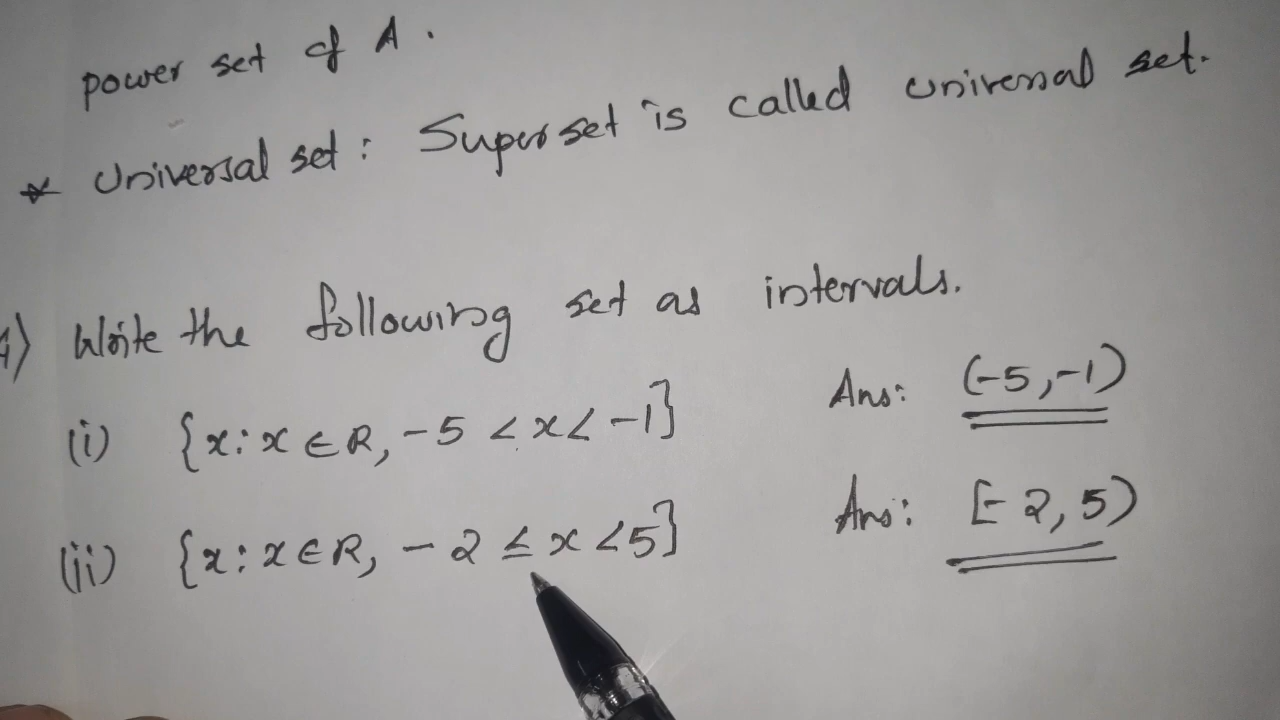 power set of A.
* Universal set: Superset is called universal set.
) Write the following set as intervals.
(i) {x:x∈R, -5 <x< -1} Ans: (-5,-1)
(ii) {x:x∈R, -2 ≤ x <5} Ans: [-2,5)